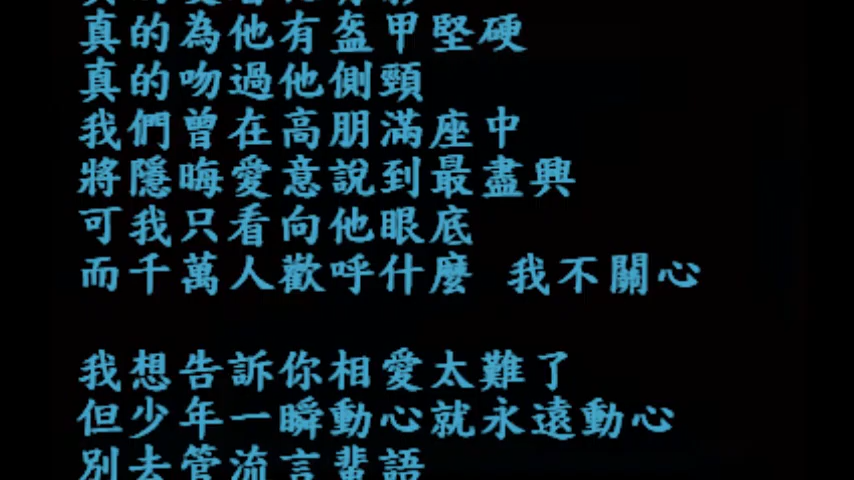 真的為他有盔甲堅硬
真的吻過他側頸
我們曾在高朋滿座中
將隱晦愛意說到最盡興
可我只看向他眼底
而千萬人歡呼什麼 我不關心
我想告訴你相愛太難了
但少年一瞬動心就永遠動心
別去管流言蜚語